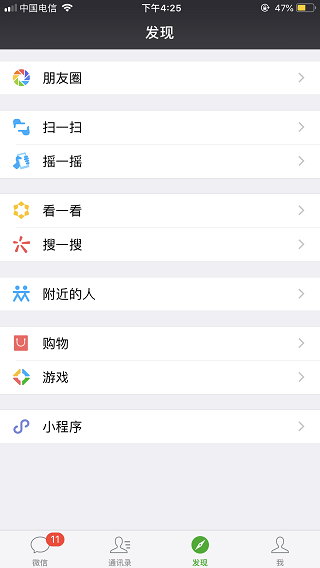 中国电信 下午4:25 47%
发现
朋友圈
扫一扫
摇一摇
看一看
搜一搜
附近的人
购物
游戏
小程序
11
微信 通讯录 发现 我